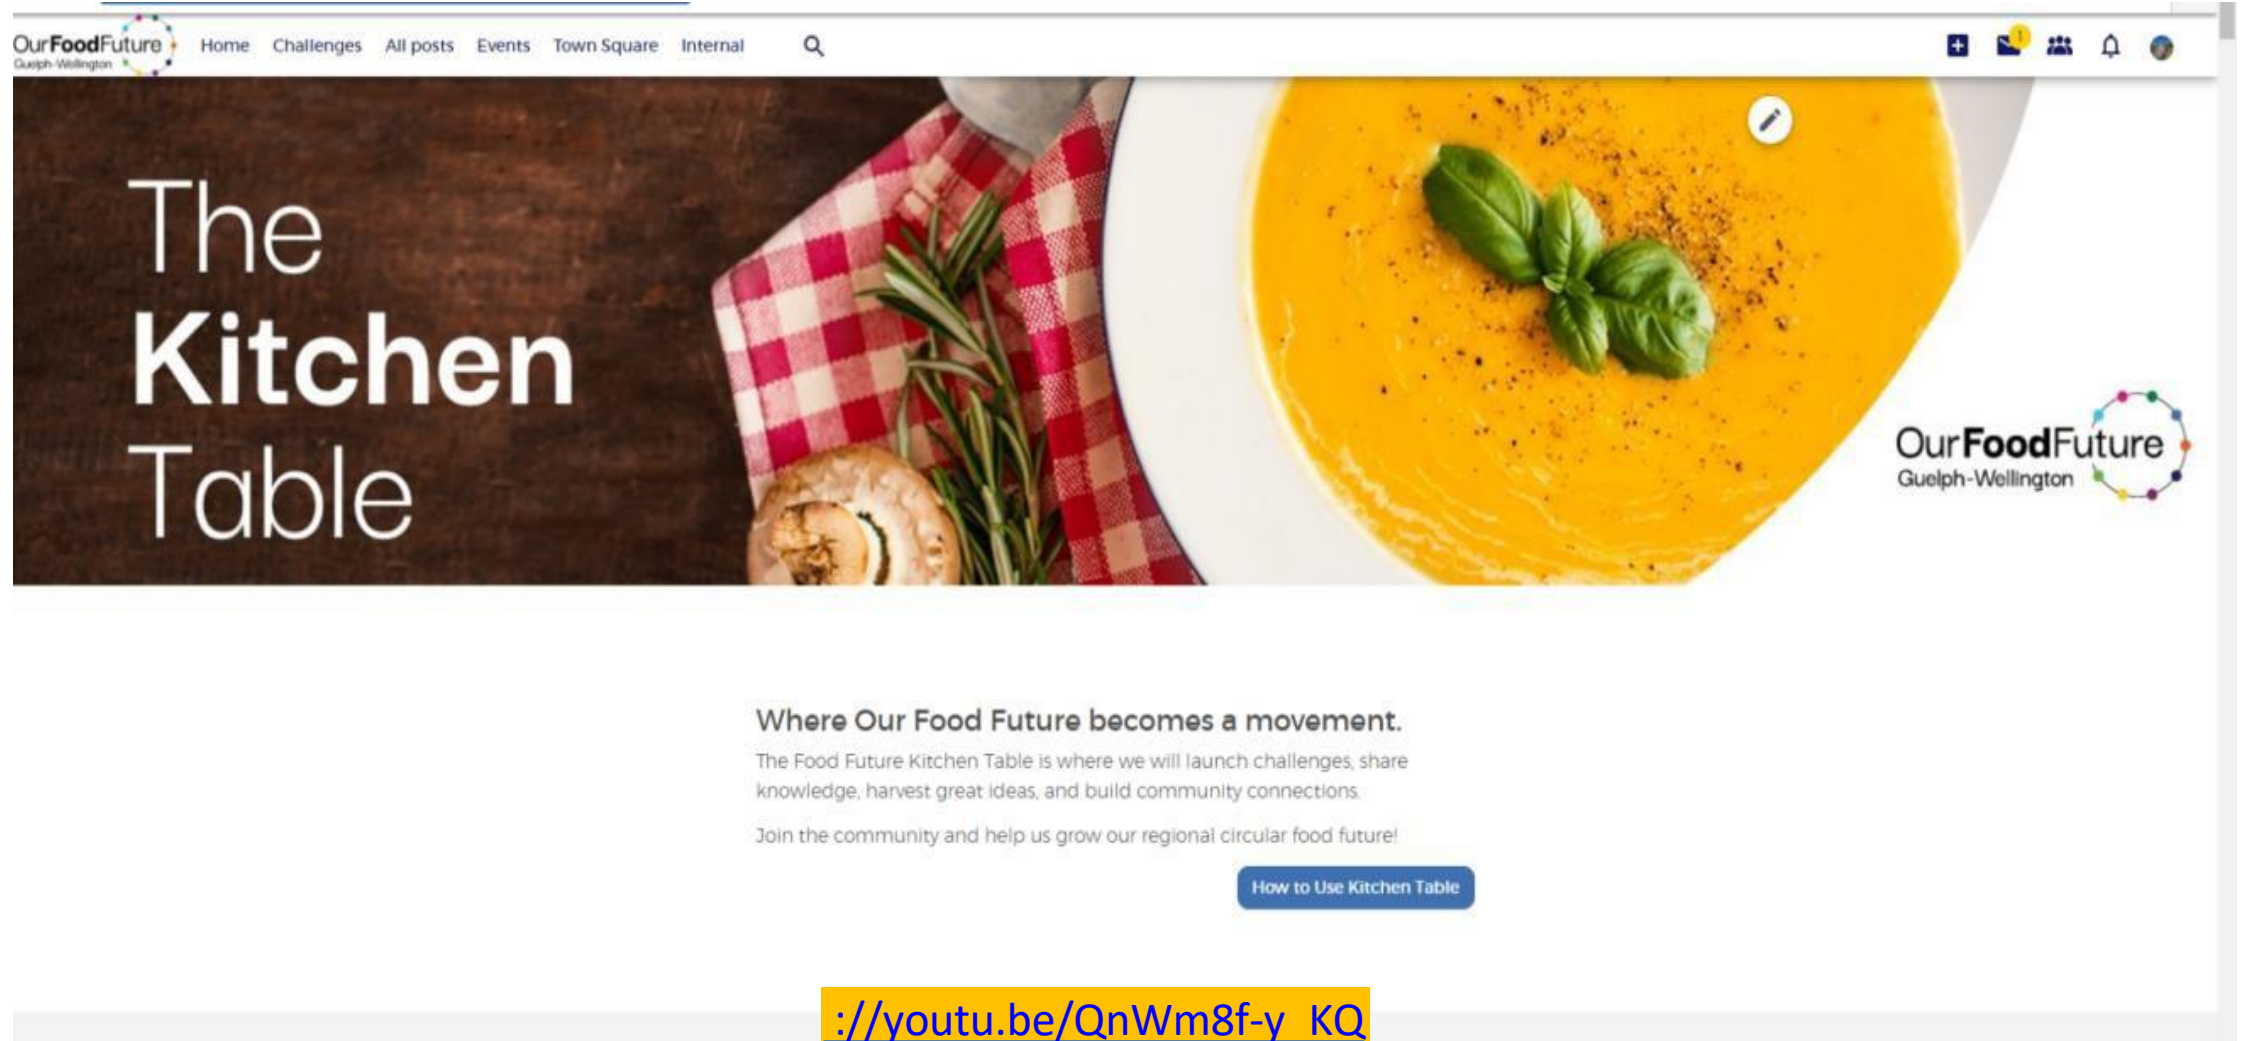 OurFoodFuture
Guelph-Wellington
Home Challenges All posts Events Town Square Internal
1
The
Kitchen
Table
OurFoodFuture
Guelph-Wellington
Where Our Food Future becomes a movement.
The Food Future Kitchen Table is where we will launch challenges, share
knowledge, harvest great ideas, and build community connections.
Join the community and help us grow our regional circular food future!
How to Use Kitchen Table
://youtu.be/QnWm8f-y_KQ